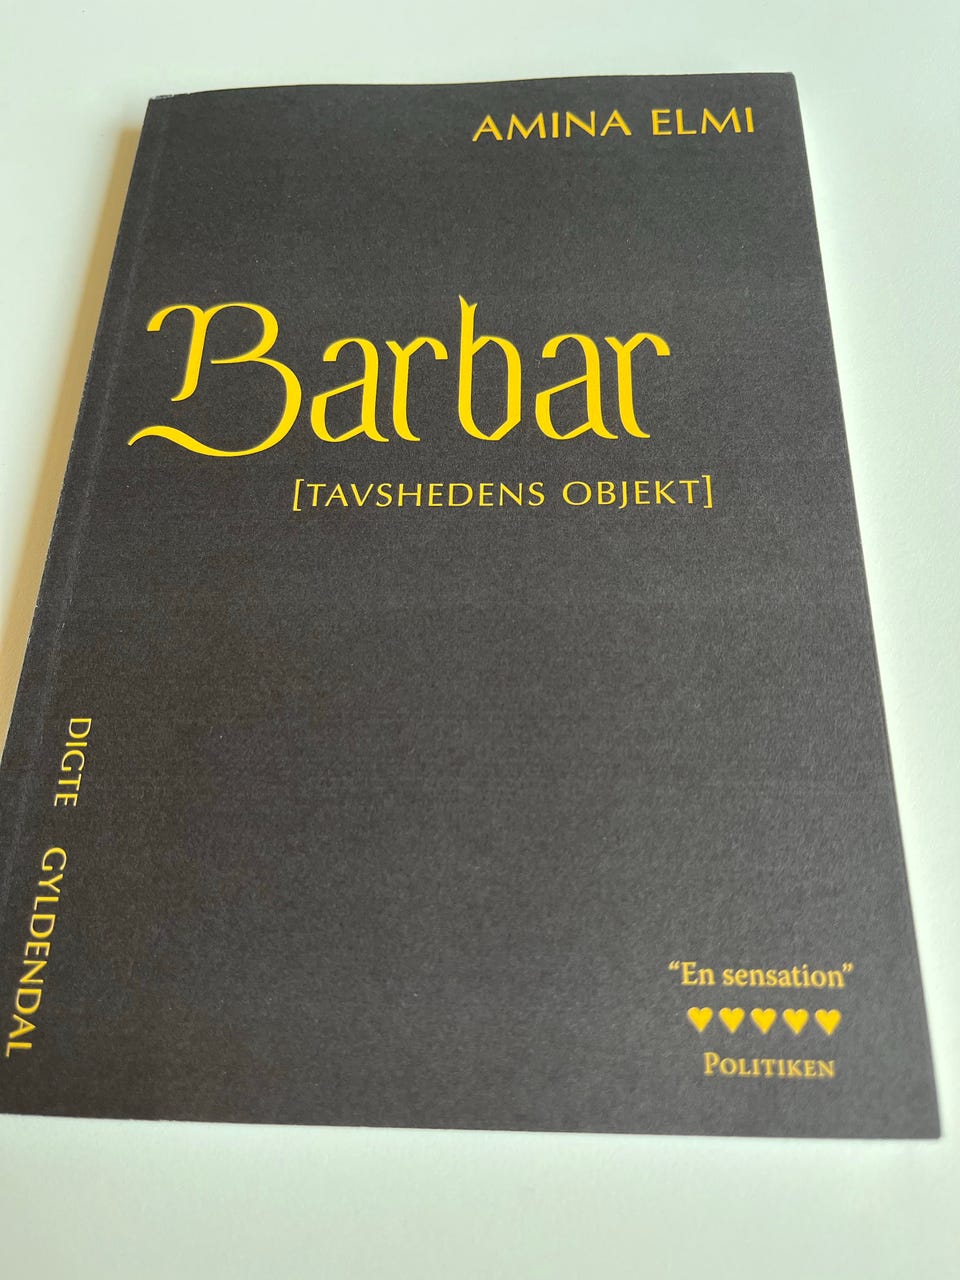 AMINA ELMI
Barbar
[TAVSHEDENS OBJEKT]
DIGTE GYLDENDAL
“En sensation”
♥♥♥♥♥
POLITIKEN